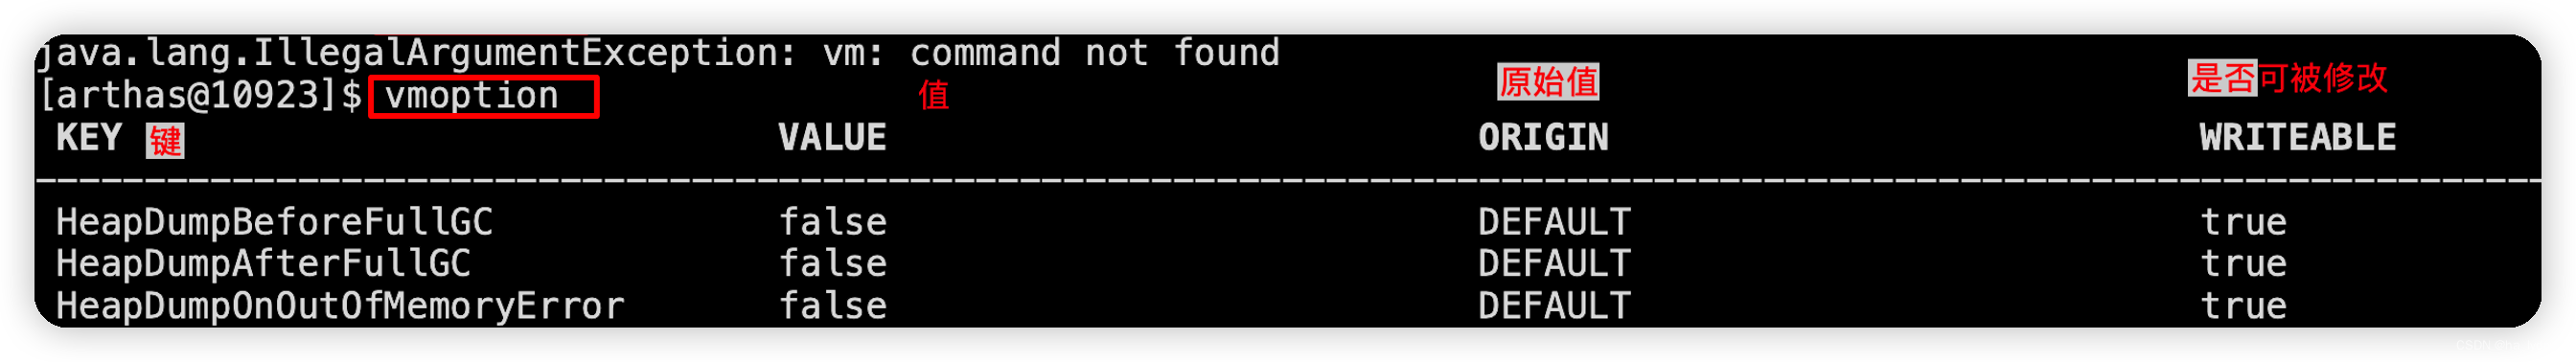 java.lang.IllegalArgumentException: vm: command not found
[arthas@10923]$ vmoption 值 原始值 是否可被修改
KEY 键 VALUE ORIGIN WRITEABLE
HeapDumpBeforeFullGC false DEFAULT true
HeapDumpAfterFullGC false DEFAULT true
HeapDumpOnOutOfMemoryError false DEFAULT true